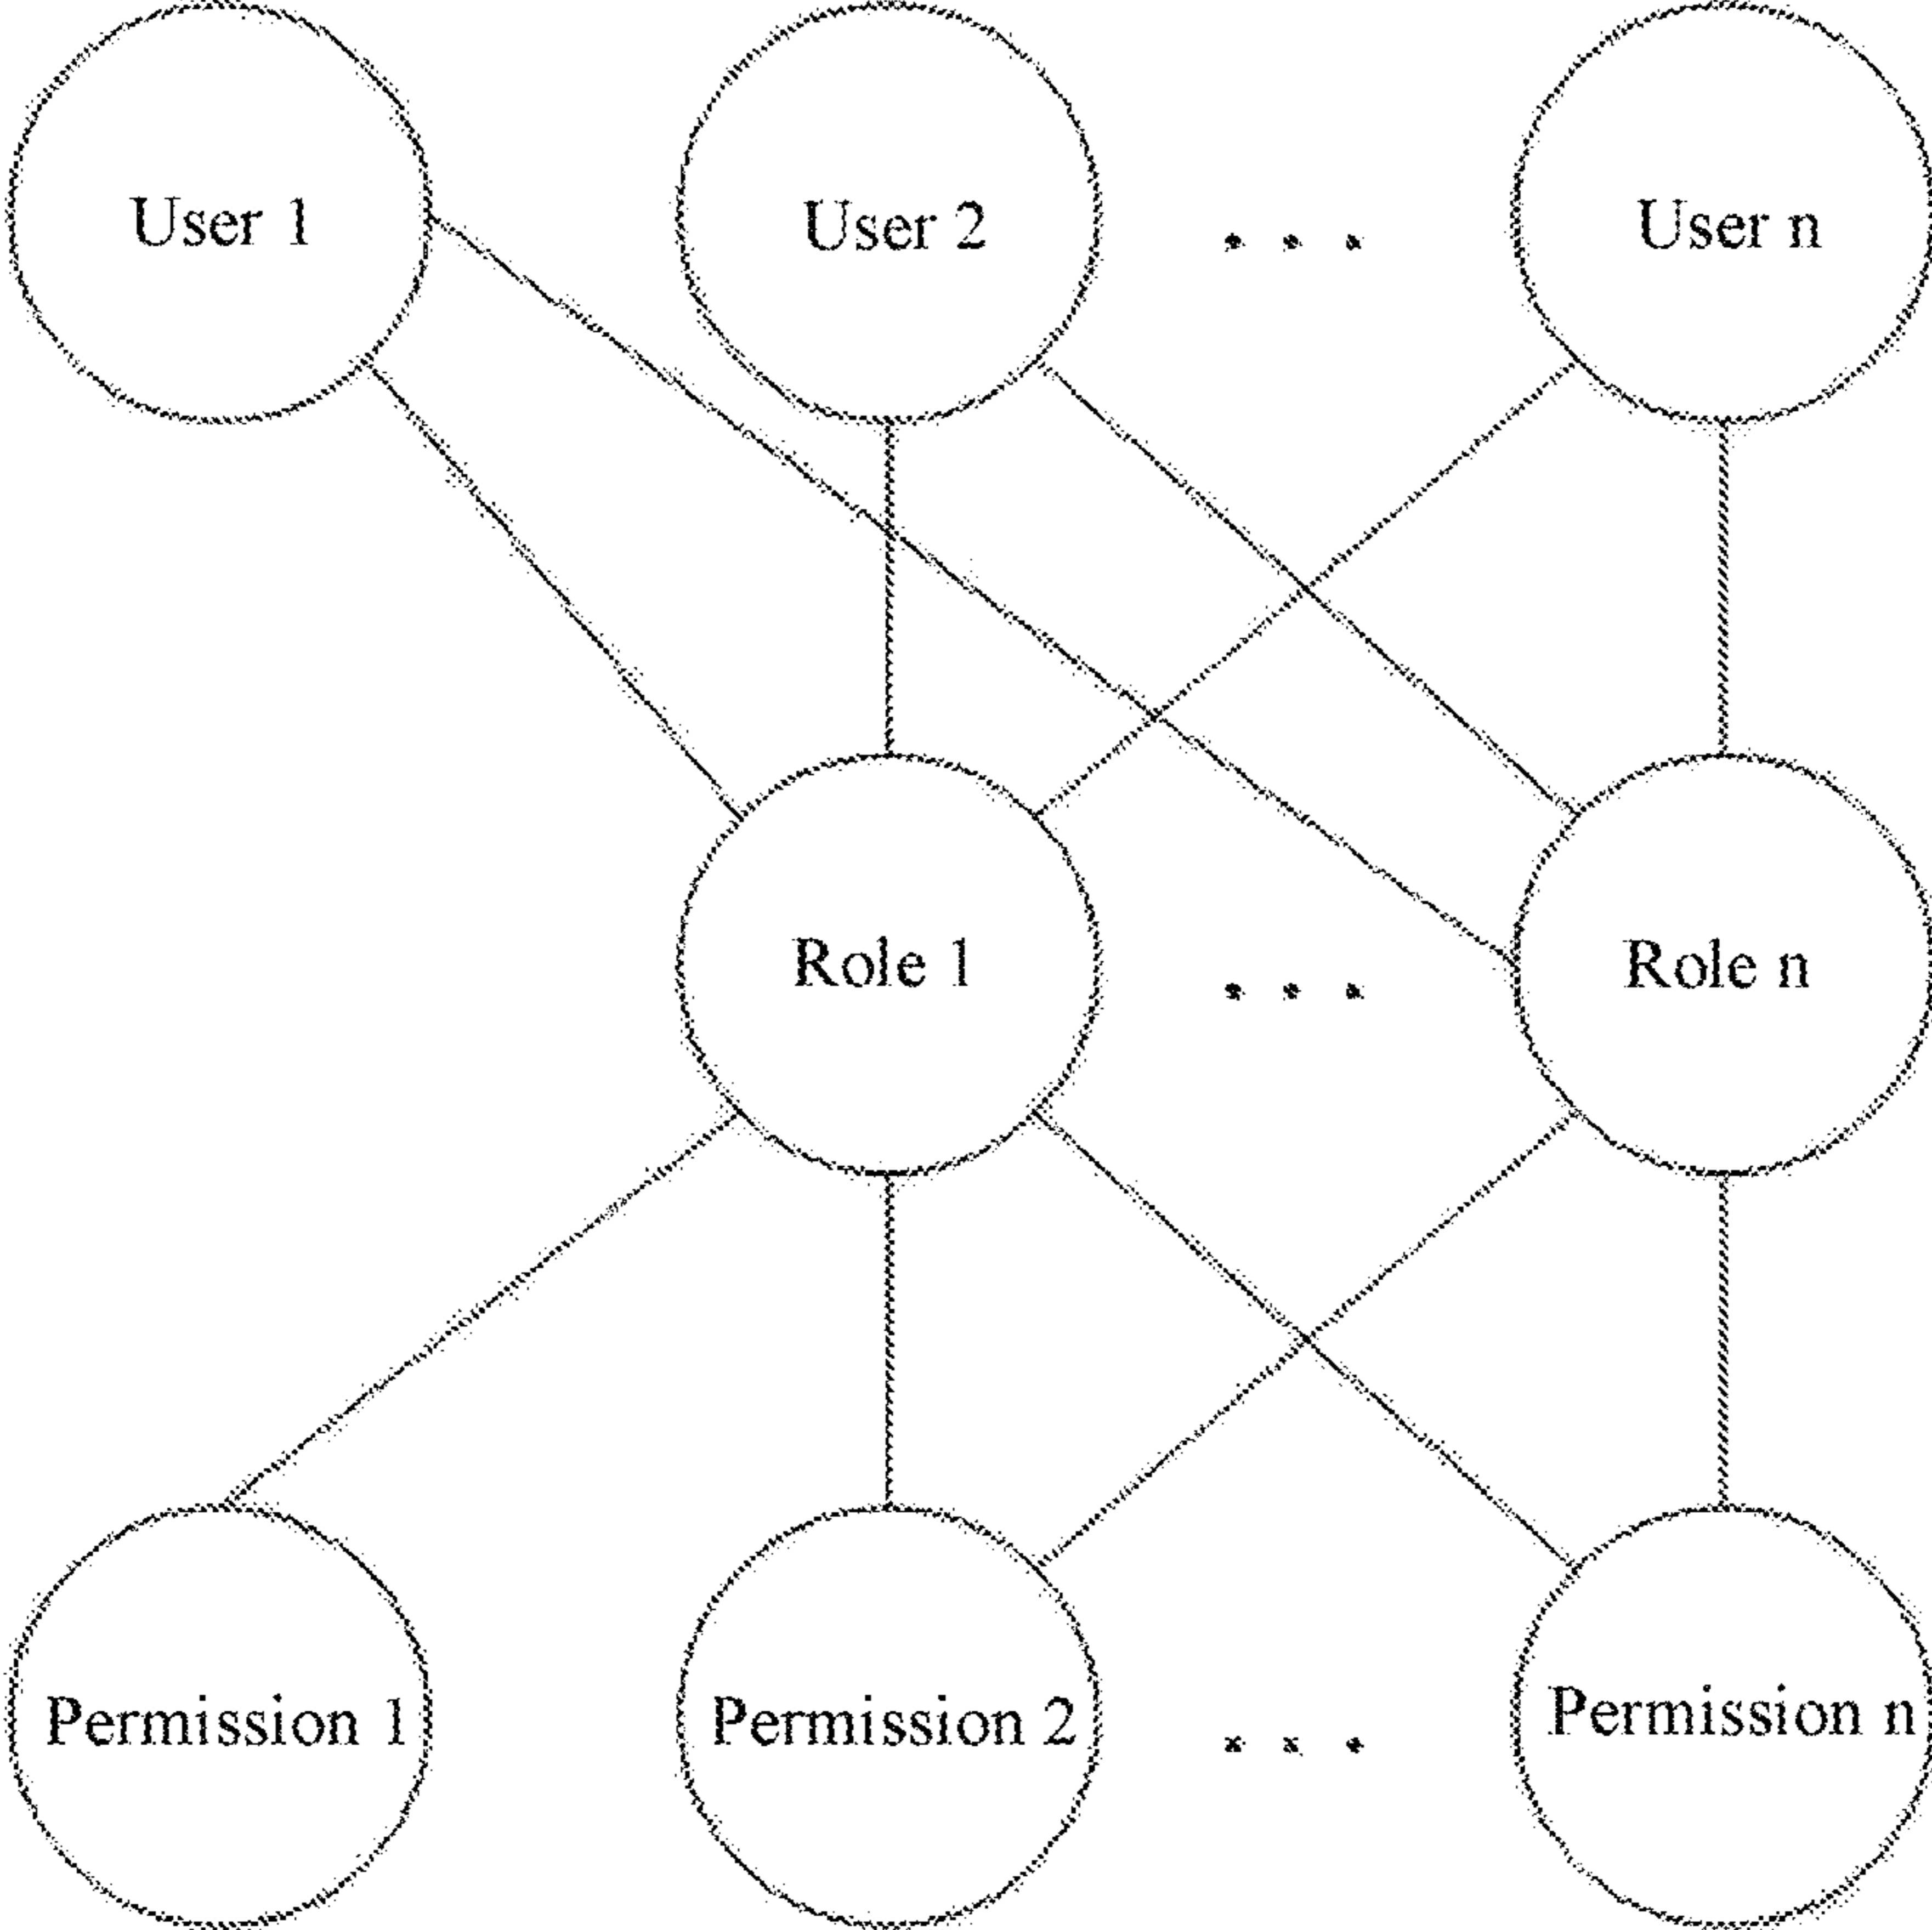 User 1
User 2
. . .
User n
Role 1
. . .
Role n
Permission 1
Permission 2
. . .
Permission n